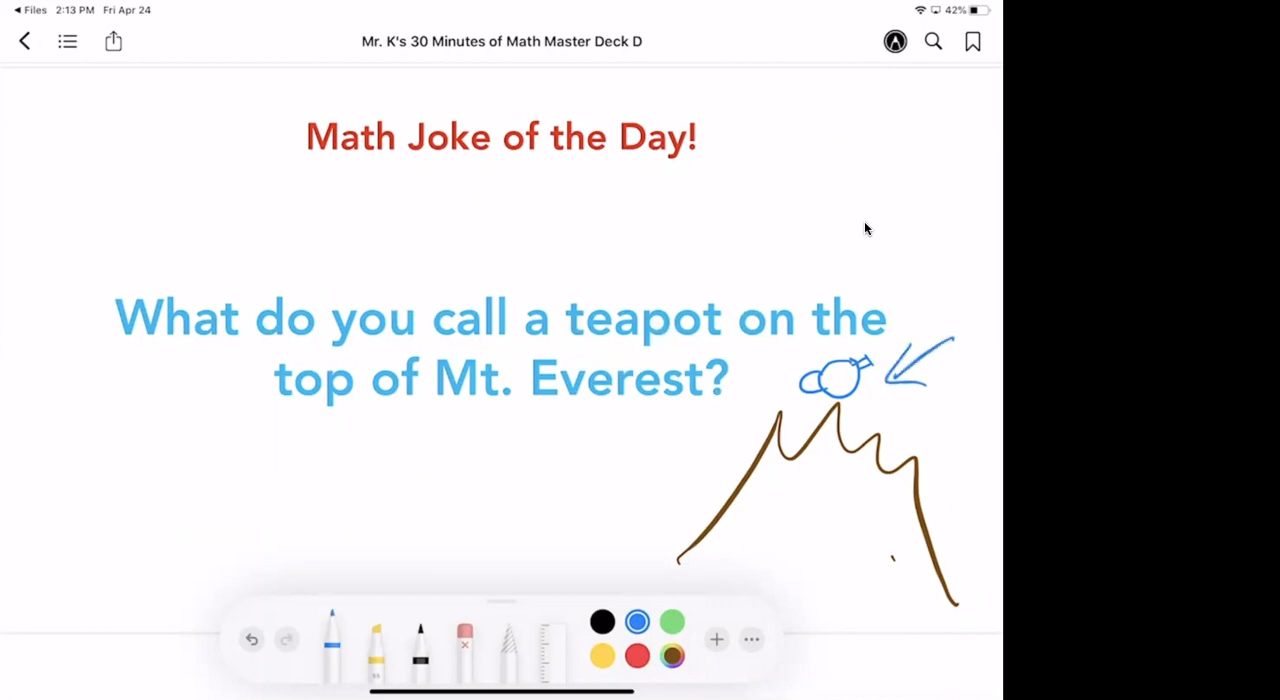 Files 2:13 PM Fri Apr 24 42%
Mr. K's 30 Minutes of Math Master Deck D
Math Joke of the Day!
What do you call a teapot on the
top of Mt. Everest?